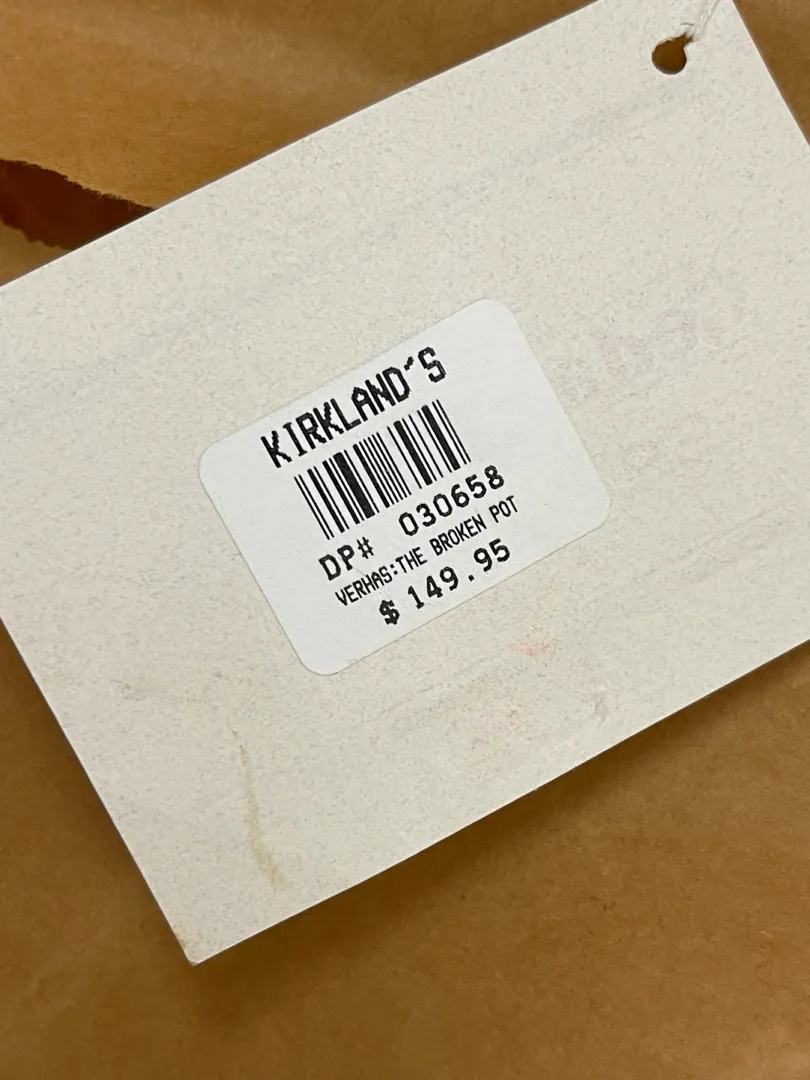 KIRKLAND'S
DP# 030658
VERHAS:THE BROKEN POT
$149.95